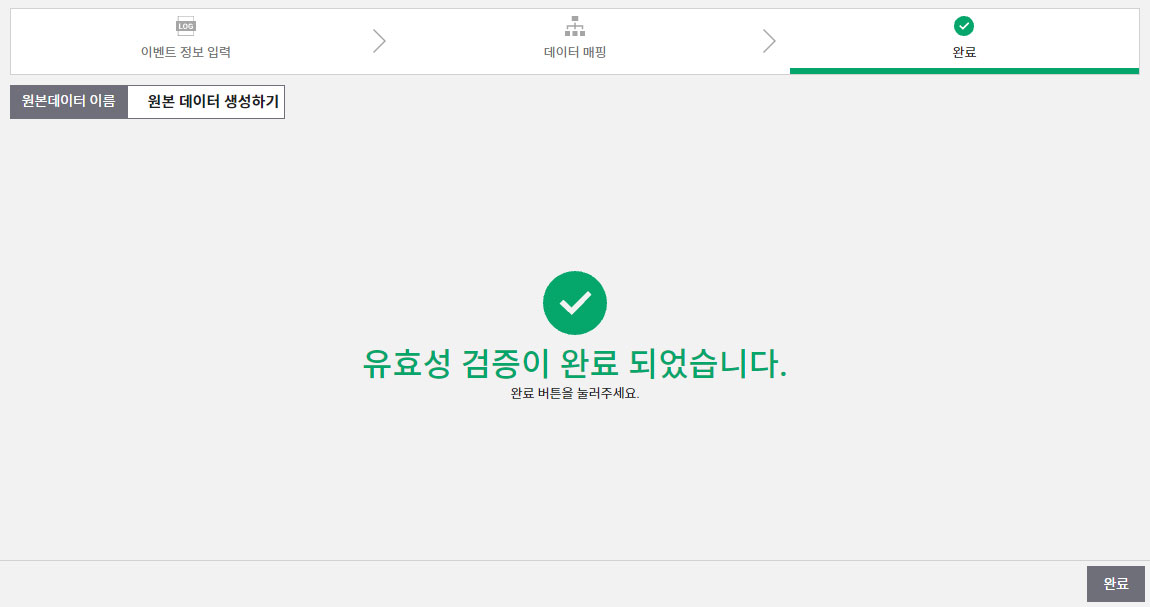 LOG
이벤트 정보 입력
데이터 매핑
완료
원본데이터 이름
원본 데이터 생성하기
유효성 검증이 완료 되었습니다.
완료 버튼을 눌러주세요.
완료